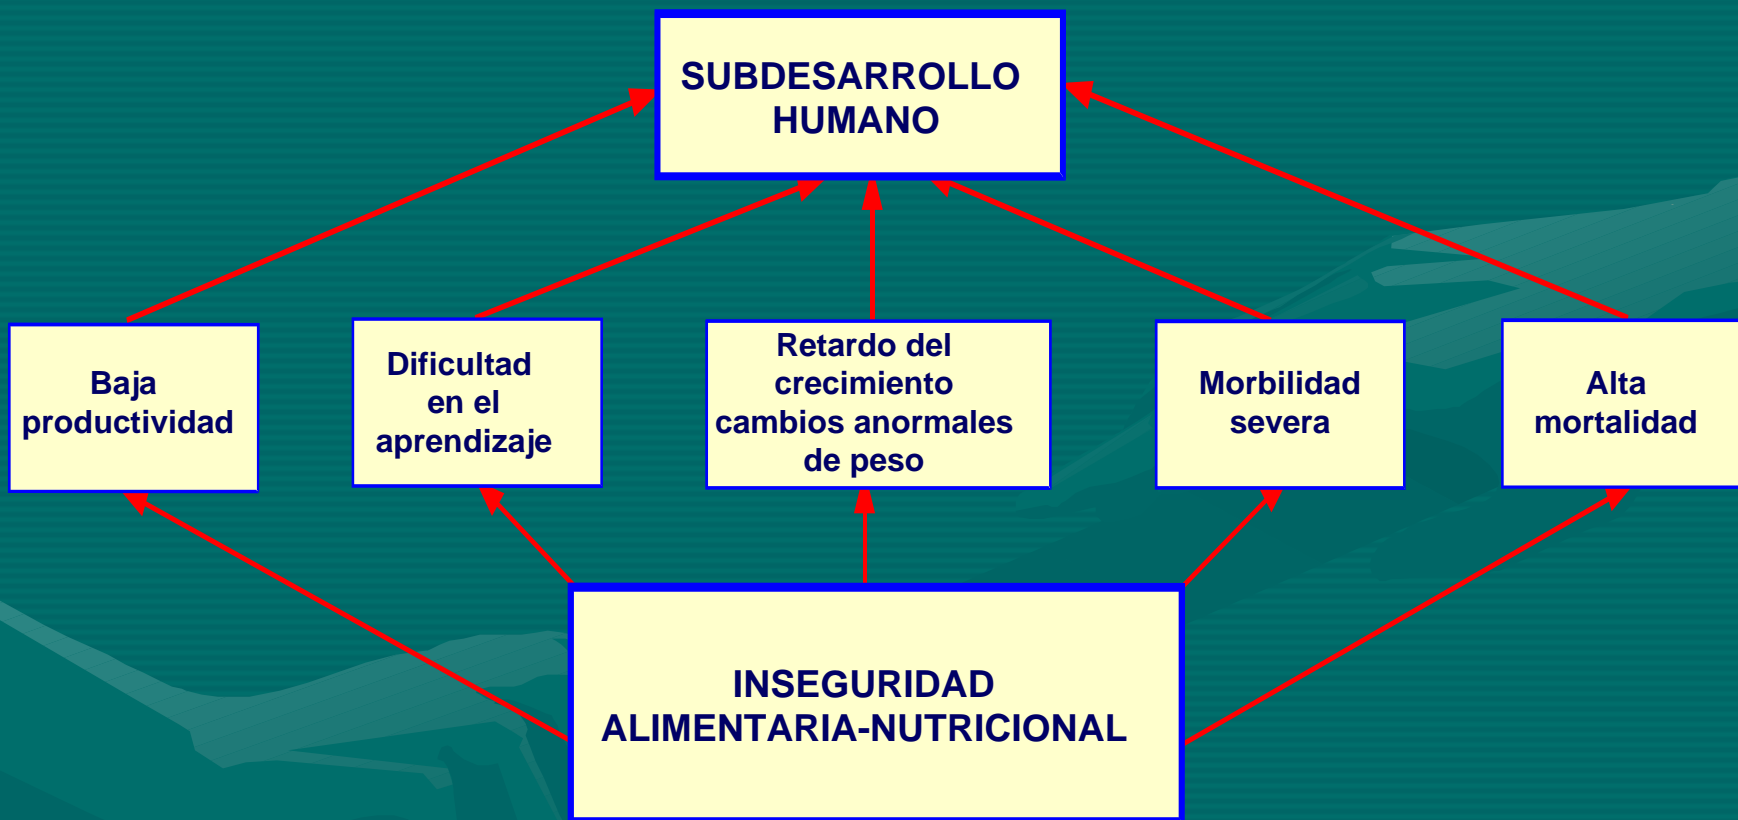 SUBDESARROLLO
HUMANO
Baja
productividad
Dificultad
en el
aprendizaje
Retardo del
crecimiento
cambios anormales
de peso
Morbilidad
severa
Alta
mortalidad
INSEGURIDAD
ALIMENTARIA-NUTRICIONAL